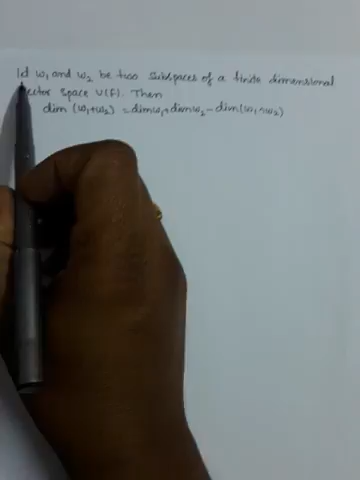 Id W₁ and W₂ be two subspaces of a finite dimensional
vector space V(F). Then
dim (W₁+W₂) = dimW₁+dimW₂ - dim(W₁∩W₂)